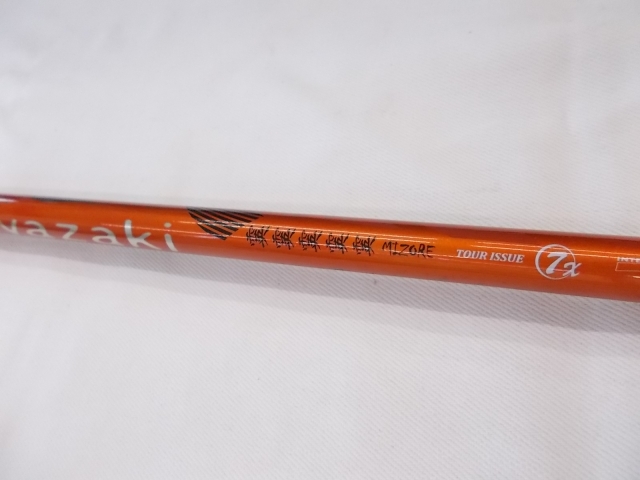 yazaki 霙霙霙霙霙 MIZORE TOUR ISSUE 7x